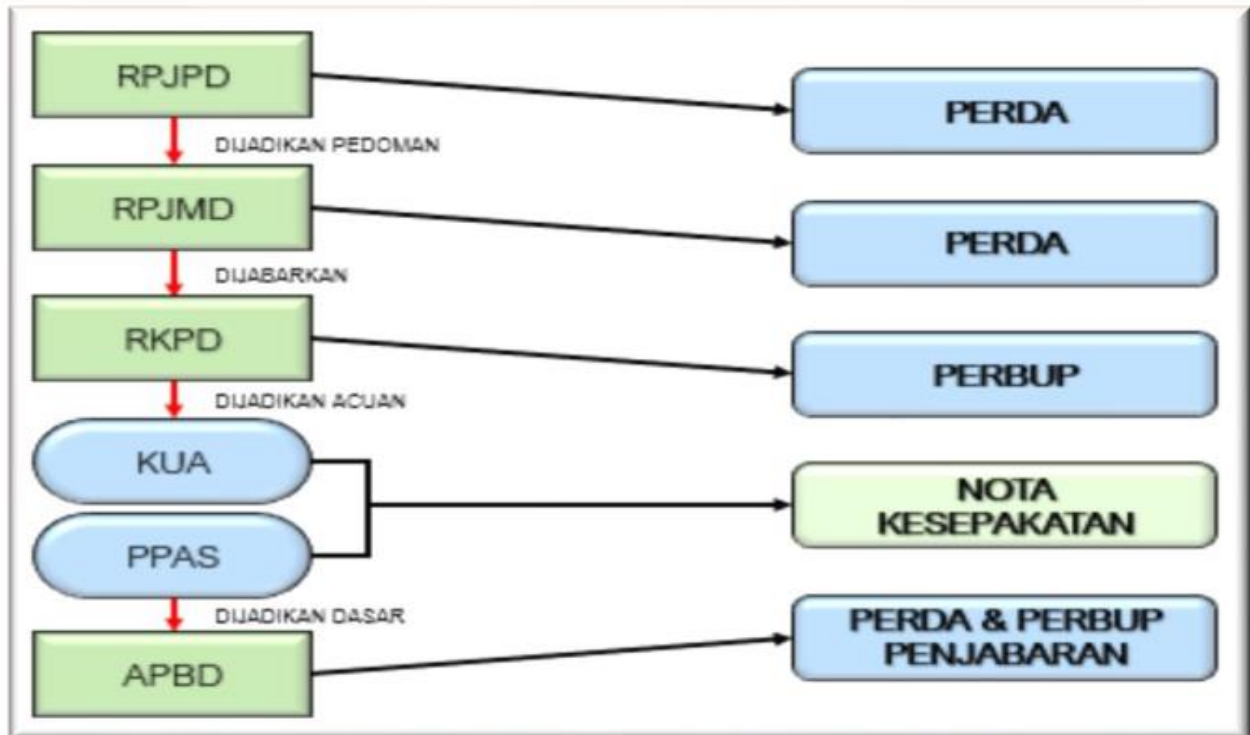 RPJPD
PERDA
DIJADIKAN PEDOMAN
RPJMD
PERDA
DIJABARKAN
RKPD
PERBUP
DIJADIKAN ACUAN
KUA
NOTA
KESEPAKATAN
PPAS
DIJADIKAN DASAR
PERDA & PERBUP
PENJABARAN
APBD